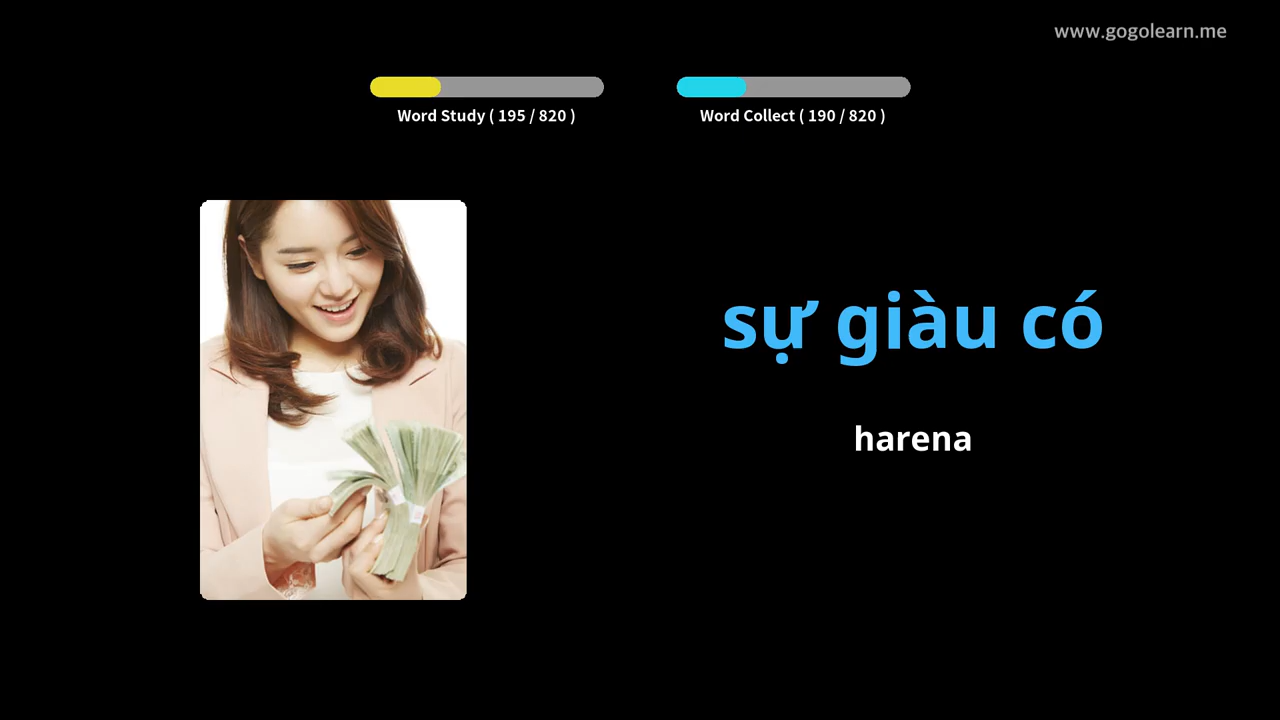 www.gogolearn.me
Word Study ( 195 / 820 )
Word Collect ( 190 / 820 )
sự giàu có
harena